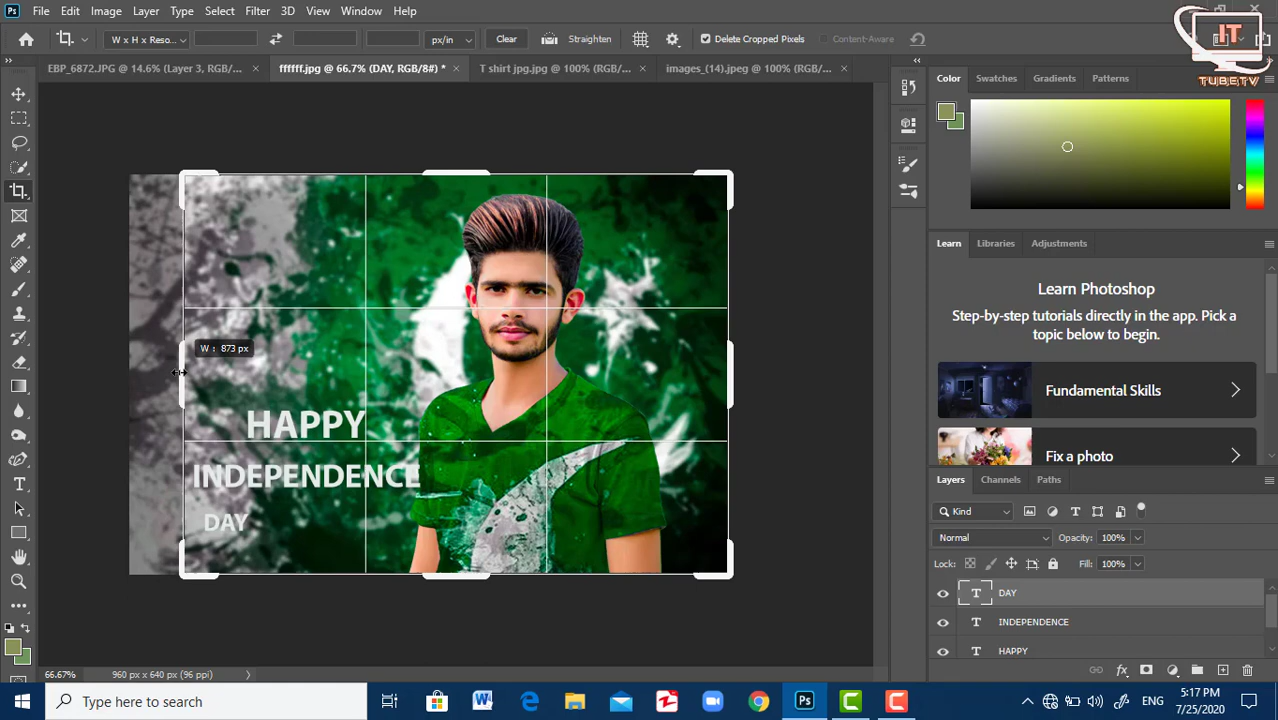 Ps File Edit Image Layer Type Select Filter 3D View Window Help
W x H x Reso... px/in Clear Straighten Delete Cropped Pixels Content-Aware
IT
TUBETV
EBP_6872.JPG @ 14.6% (Layer 3, RGB/8... × ffffff.jpg @ 66.7% (DAY, RGB/8#) * × T shirt jpg.jpg @ 100% (RGB/... × images_(14).jpeg @ 100% (RGB/... ×
Color Swatches Gradients Patterns
Learn Libraries Adjustments
Learn Photoshop
Step-by-step tutorials directly in the app. Pick a
topic below to begin.
W : 873 px
Fundamental Skills
HAPPY
Fix a photo
INDEPENDENCE
DAY
Layers Channels Paths
Kind
Normal Opacity: 100%
Lock: Fill: 100%
T DAY
T INDEPENDENCE
T HAPPY
66.67% 960 px x 640 px (96 ppi)
Type here to search
ENG
5:17 PM
7/25/2020